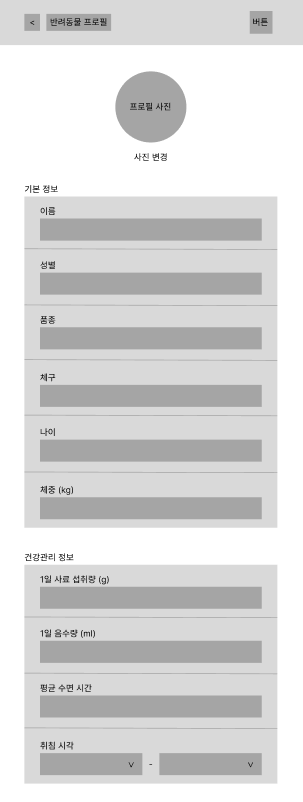 < 반려동물 프로필 버튼
프로필 사진
사진 변경
기본 정보
이름
성별
품종
체구
나이
체중 (kg)
건강관리 정보
1일 사료 섭취량 (g)
1일 음수량 (ml)
평균 수면 시간
취침 시각
V - V